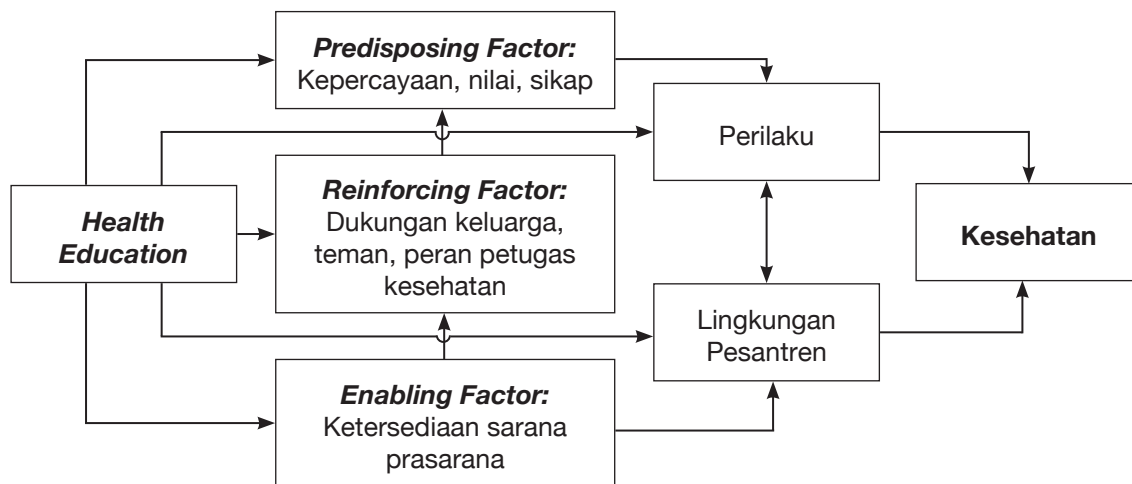 Predisposing Factor:
Kepercayaan, nilai, sikap
Perilaku
Health
Education
Reinforcing Factor:
Dukungan keluarga,
teman, peran petugas
kesehatan
Kesehatan
Lingkungan
Pesantren
Enabling Factor:
Ketersediaan sarana
prasarana